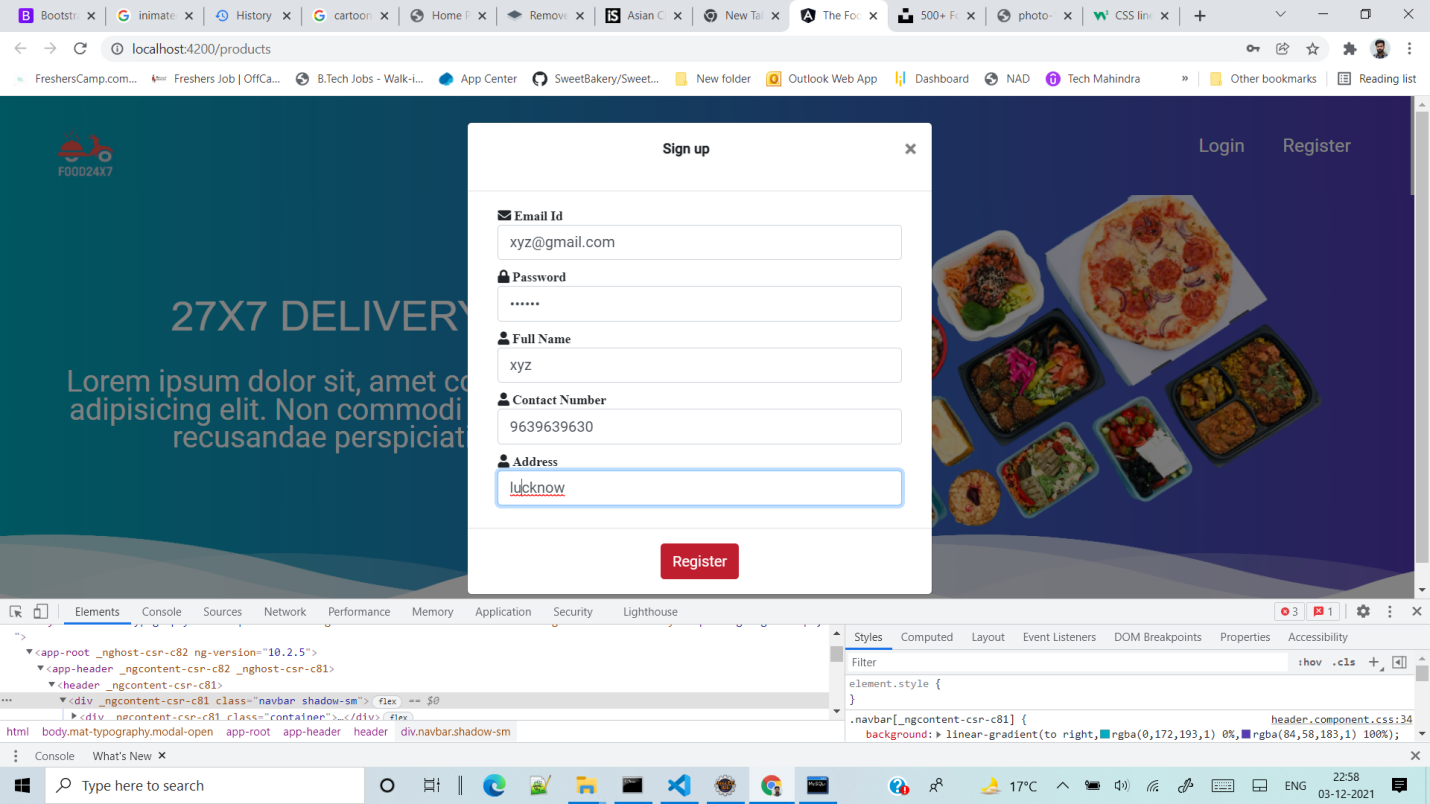 Bootstra
inimate
History
cartoon
Home P
Remove
Asian C
New Tab
The Foo
500+ Fo
photo-1
CSS line
localhost:4200/products
FreshersCamp.com...
Freshers Job | OffCa...
B.Tech Jobs - Walk-i...
App Center
SweetBakery/Sweet...
New folder
Outlook Web App
Dashboard
NAD
Tech Mahindra
»
Other bookmarks
Reading list
FOOD24X7
Login
Register
27X7 DELIVERY
Lorem ipsum dolor sit, amet co
adipisicing elit. Non commodi
recusandae perspiciati
Sign up
×
Email Id
xyz@gmail.com
Password
••••••
Full Name
xyz
Contact Number
9639639630
Address
lucknow
Register
Elements
Console
Sources
Network
Performance
Memory
Application
Security
Lighthouse
3
1
">
<app-root _nghost-csr-c82 ng-version="10.2.5">
<app-header _ngcontent-csr-c82 _nghost-csr-c81>
<header _ngcontent-csr-c81>
<div _ngcontent-csr-c81 class="navbar shadow-sm"> flex == $0
<div _ngcontent-csr-c81 class="container">…</div> flex
html
body.mat-typography.modal-open
app-root
app-header
header
div.navbar.shadow-sm
Styles
Computed
Layout
Event Listeners
DOM Breakpoints
Properties
Accessibility
Filter
:hov .cls +
element.style {
}
.navbar[_ngcontent-csr-c81] { header.component.css:34
background: linear-gradient(to right, rgba(0,172,193,1) 0%, rgba(84,58,183,1) 100%);
Console
What's New ×
Type here to search
17°C
ENG
22:58
03-12-2021